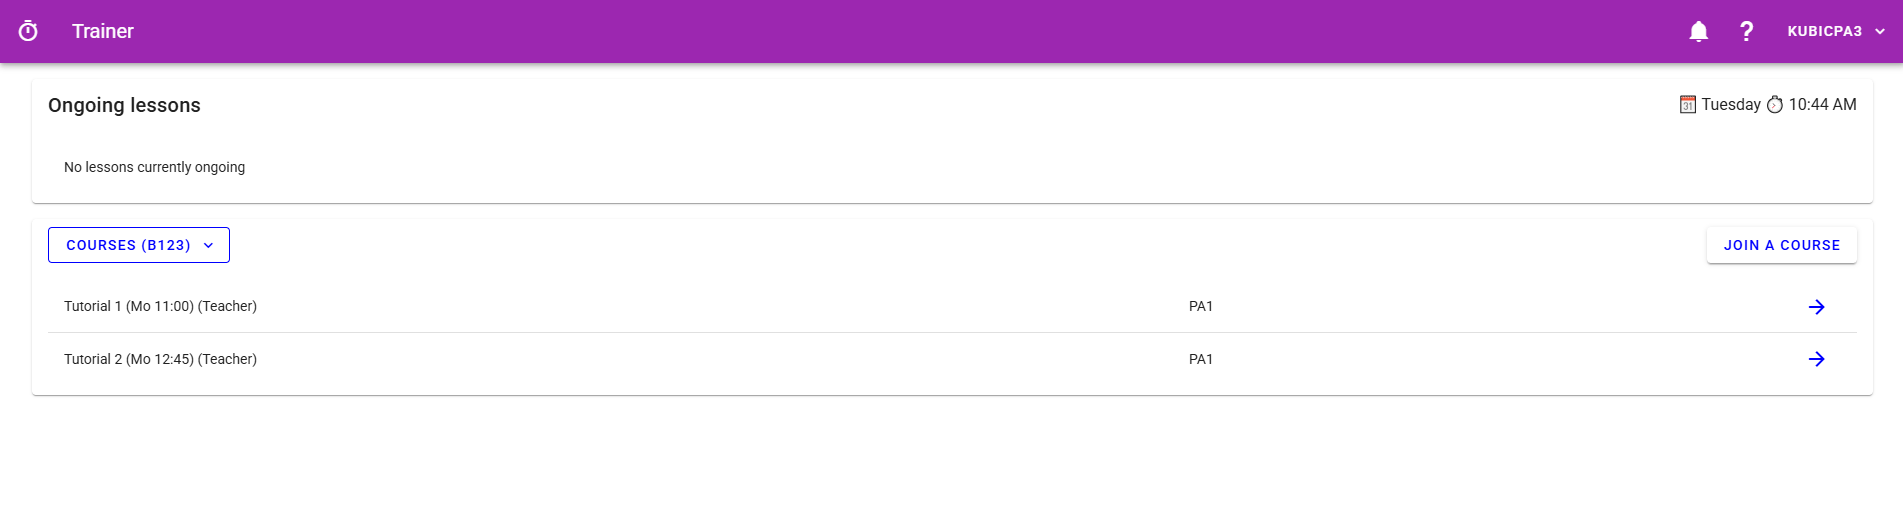 Trainer
? KUBICPA3
Ongoing lessons
31 Tuesday 10:44 AM
No lessons currently ongoing
COURSES (B123)
JOIN A COURSE
Tutorial 1 (Mo 11:00) (Teacher) PA1
Tutorial 2 (Mo 12:45) (Teacher) PA1